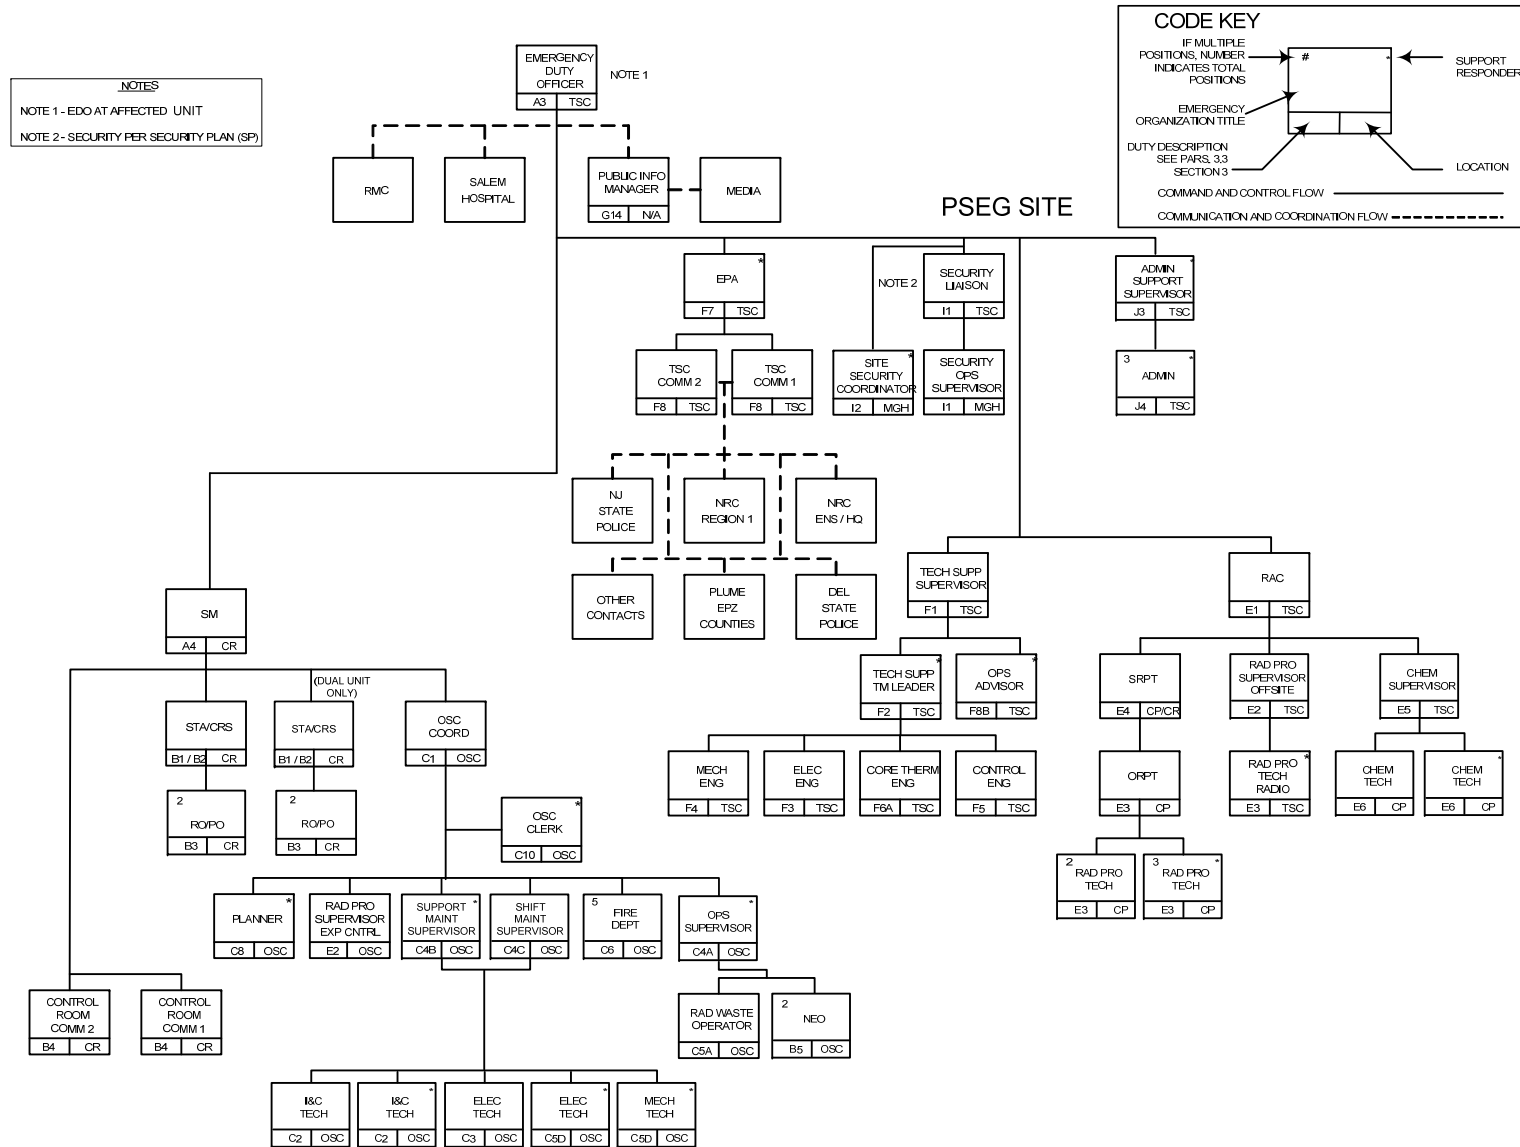 CODE KEY
IF MULTIPLE
POSITIONS, NUMBER
INDICATES TOTAL
POSITIONS
#
*
SUPPORT
RESPONDER
EMERGENCY
ORGANIZATION TITLE
DUTY DESCRIPTION
SEE PARS. 3.3
SECTION 3
LOCATION
COMMAND AND CONTROL FLOW
COMMUNICATION AND COORDINATION FLOW
NOTES
NOTE 1 - EDO AT AFFECTED UNIT
NOTE 2 - SECURITY PER SECURITY PLAN (SP)
EMERGENCY
DUTY
OFFICER
A3 TSC
NOTE 1
RMC
SALEM
HOSPITAL
PUBLIC INFO
MANAGER
G14 N/A
MEDIA
PSEG SITE
*
EPA
F7 TSC
NOTE 2
SECURITY
LIAISON
I1 TSC
*
ADMIN
SUPPORT
SUPERVISOR
J3 TSC
TSC
COMM 2
F8 TSC
TSC
COMM 1
F8 TSC
*
SITE
SECURITY
COORDINATOR
I2 MGH
SECURITY
OPS
SUPERVISOR
I1 MGH
3 *
ADMIN
J4 TSC
NJ
STATE
POLICE
NRC
REGION 1
NRC
ENS / HQ
OTHER
CONTACTS
PLUME
EPZ
COUNTIES
DEL
STATE
POLICE
TECH SUPP
SUPERVISOR
F1 TSC
RAC
E1 TSC
SM
A4 CR
*
TECH SUPP
TM LEADER
F2 TSC
*
OPS
ADVISOR
F8B TSC
SRPT
E4 CP/CR
RAD PRO
SUPERVISOR
OFFSITE
E2 TSC
CHEM
SUPERVISOR
E5 TSC
STA/CRS
B1 / B2 CR
(DUAL UNIT
ONLY)
STA/CRS
B1 / B2 CR
OSC
COORD
C1 OSC
MECH
ENG
F4 TSC
ELEC
ENG
F3 TSC
CORE THERM
ENG
F6A TSC
CONTROL
ENG
F5 TSC
ORPT
E3 CP
*
RAD PRO
TECH
RADIO
E3 TSC
CHEM
TECH
E6 CP
*
CHEM
TECH
E6 CP
2
RO/PO
B3 CR
2
RO/PO
B3 CR
*
OSC
CLERK
C10 OSC
2
RAD PRO
TECH
E3 CP
3 *
RAD PRO
TECH
E3 CP
*
PLANNER
C8 OSC
RAD PRO
SUPERVISOR
EXP CNTRL
E2 OSC
*
SUPPORT
MAINT
SUPERVISOR
C4B OSC
SHIFT
MAINT
SUPERVISOR
C4C OSC
5
FIRE
DEPT
C6 OSC
*
OPS
SUPERVISOR
C4A OSC
CONTROL
ROOM
COMM 2
B4 CR
CONTROL
ROOM
COMM 1
B4 CR
RAD WASTE
OPERATOR
C5A OSC
2
NEO
B5 OSC
I&C
TECH
C2 OSC
*
I&C
TECH
C2 OSC
ELEC
TECH
C3 OSC
*
ELEC
TECH
C5D OSC
*
MECH
TECH
C5D OSC